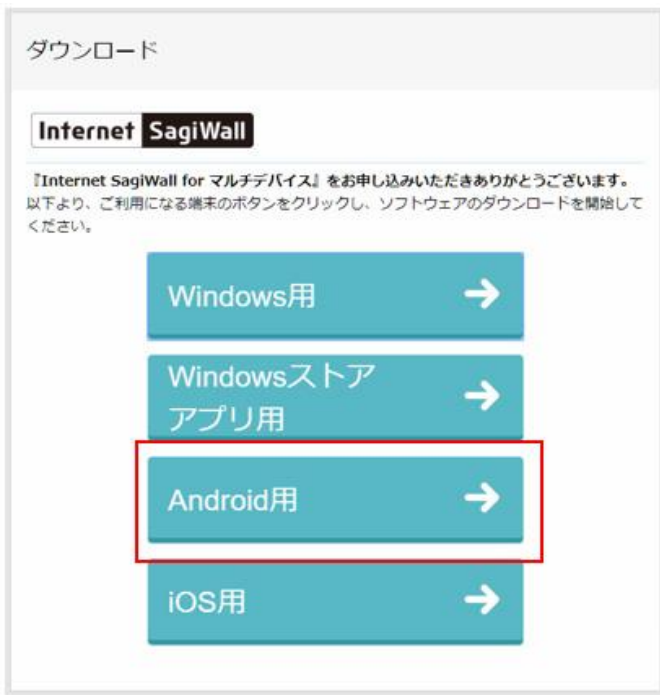 ダウンロード
Internet SagiWall
『Internet SagiWall for マルチデバイス』をお申し込みいただきありがとうございます。
以下より、ご利用になる端末のボタンをクリックし、ソフトウェアのダウンロードを開始して
ください。
Windows用
Windowsストア
アプリ用
Android用
iOS用